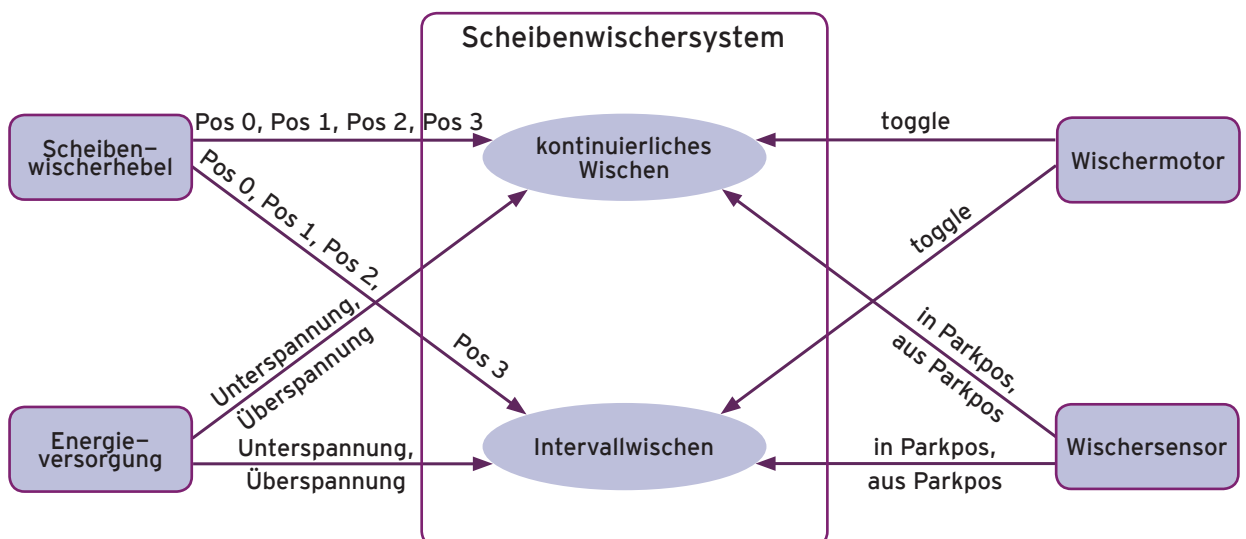 Scheibenwischersystem
Pos 0, Pos 1, Pos 2, Pos 3
toggle
Scheiben–
wischerhebel
kontinuierliches
Wischen
Wischermotor
Pos 0, Pos 1, Pos 2,
Pos 3
toggle
Unterspannung,
Überspannung
in Parkpos,
aus Parkpos
Energie–
versorgung
Unterspannung,
Überspannung
Intervallwischen
in Parkpos,
aus Parkpos
Wischersensor